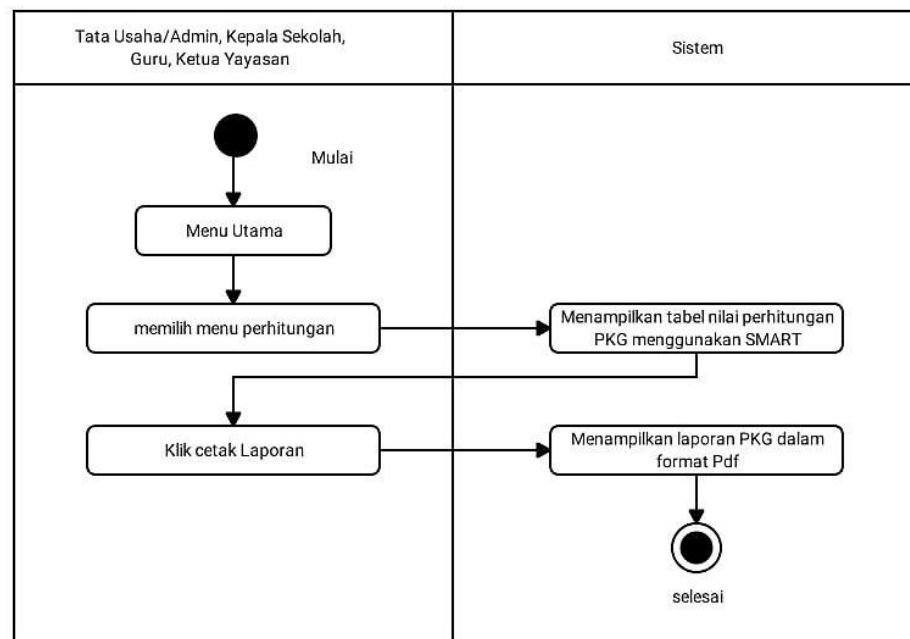 Tata Usaha/Admin, Kepala Sekolah,
Guru, Ketua Yayasan
Sistem
Mulai
Menu Utama
memilih menu perhitungan
Menampilkan tabel nilai perhitungan
PKG menggunakan SMART
Klik cetak Laporan
Menampilkan laporan PKG dalam
format Pdf
selesai